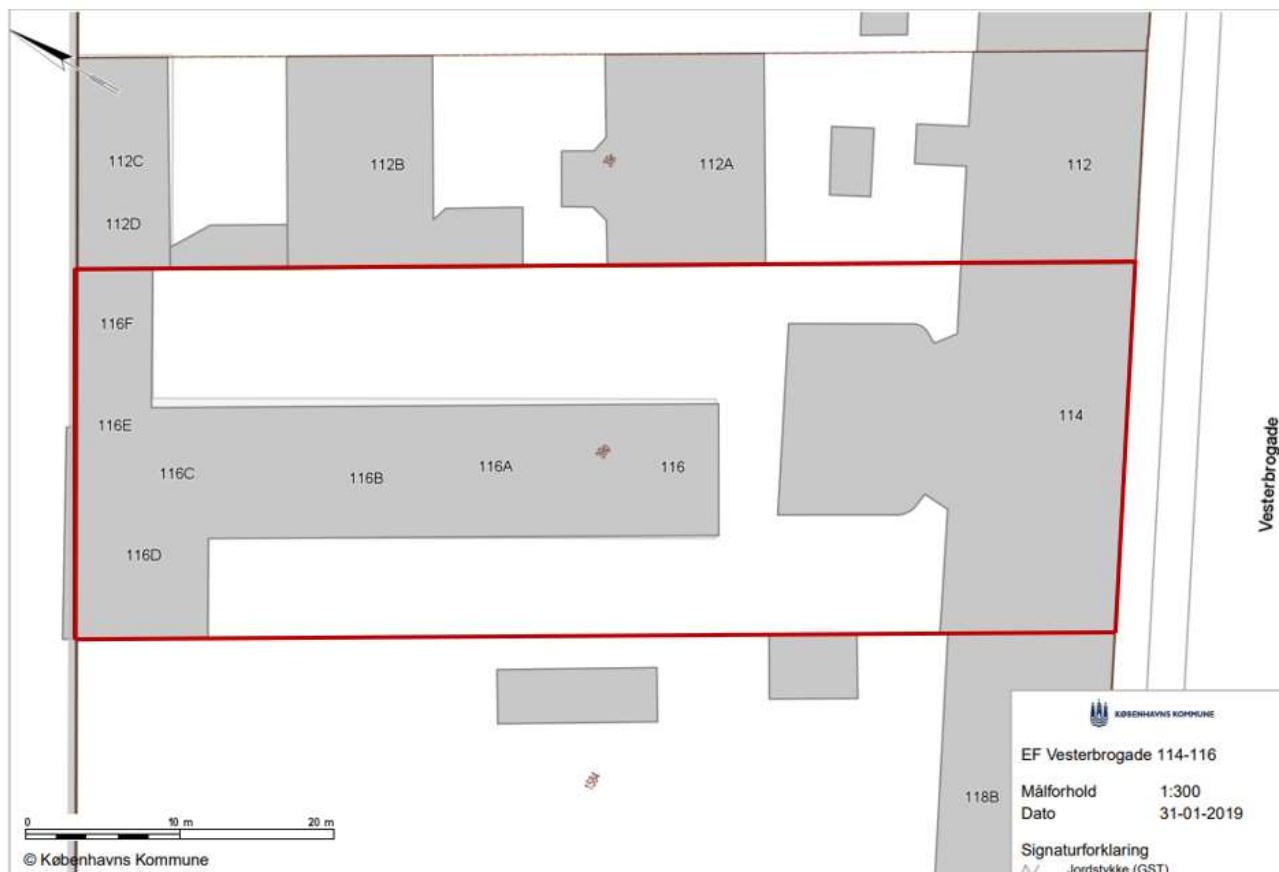 112C
112B
112A
112
112D
116F
114
116E
116C
116B
116A
116
116D
Vesterbrogade
118B
KØBENHAVNS KOMMUNE
EF Vesterbrogade 114-116
Målforhold 1:300
Dato 31-01-2019
Signaturforklaring
Jordstykke (GST)
0 10 m 20 m
© Københavns Kommune